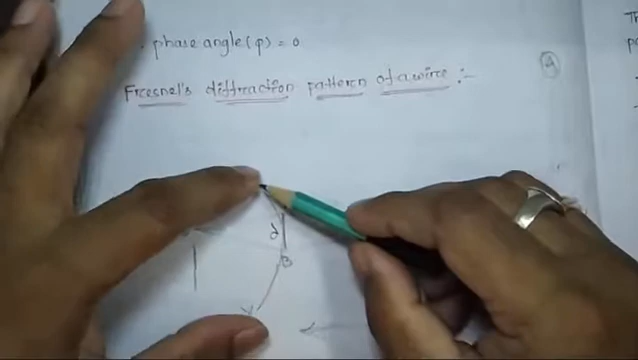 phase angle (φ) = 0
Fresnel's diffraction pattern of a wire :-
A
d
B
Y